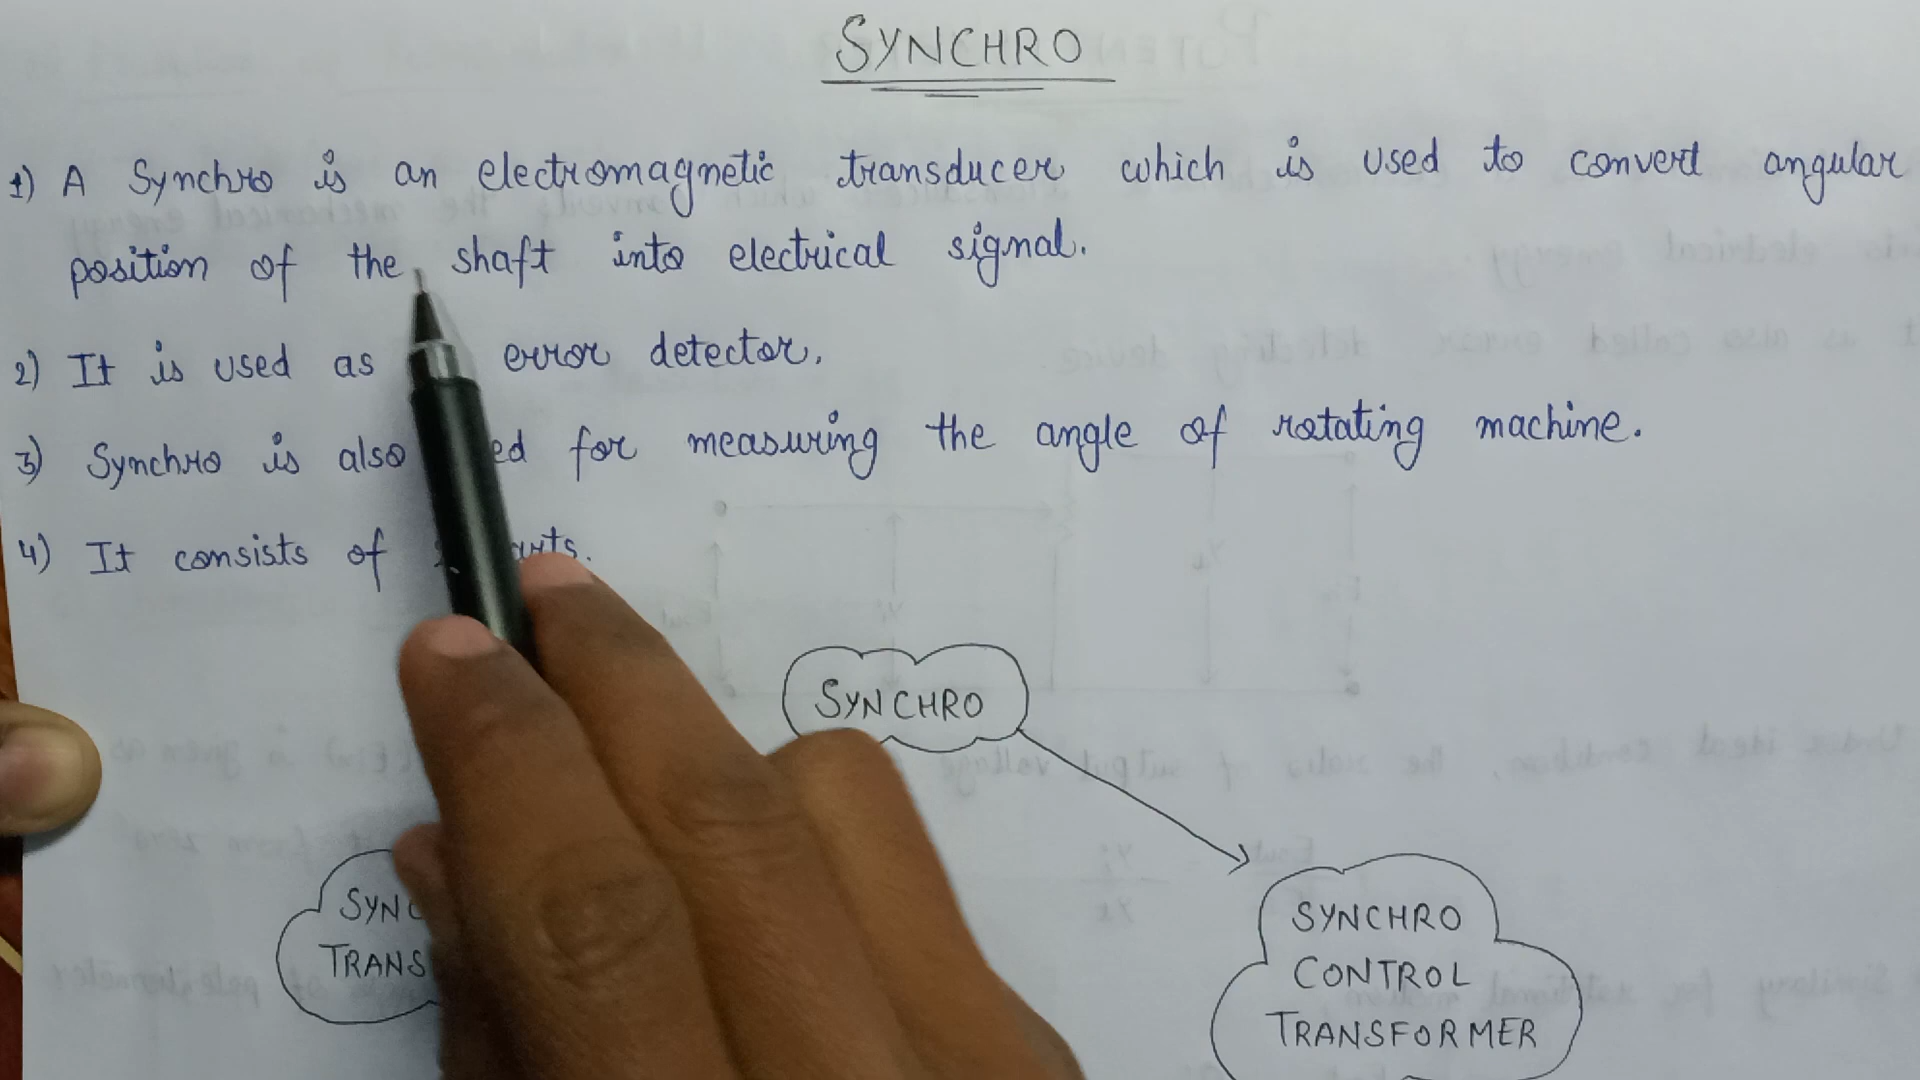 SYNCHRO
1) A Synchro is an electromagnetic transducer which is used to convert angular
position of the shaft into electrical signal.
2) It is used as error detector.
3) Synchro is also ed for measuring the angle of rotating machine.
4) It consists of
SYNCHRO
SYNC
TRANS
SYNCHRO
CONTROL
TRANSFORMER